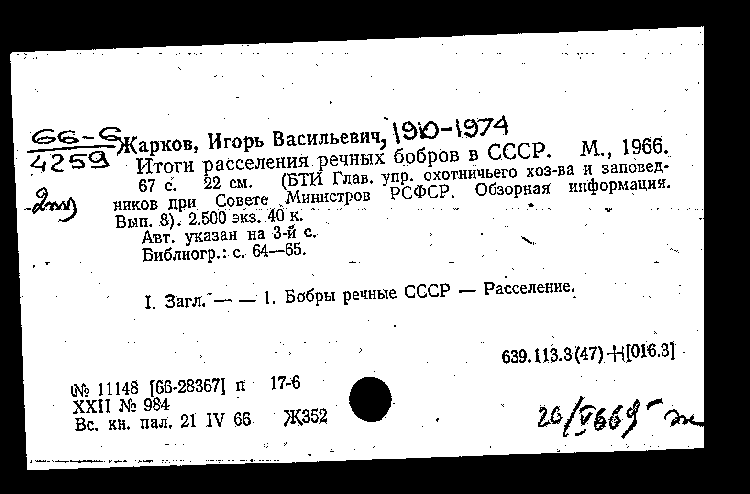 66-6
4259
Жарков, Игорь Васильевич, 1910-1974
Итоги расселения речных бобров в СССР. М., 1966.
67 с. 22 см. (БТИ Глав. упр. охотничьего хоз-ва и заповед-
ников при Совете Министров РСФСР. Обзорная информация.
Вып. 8). 2.500 экз. 40 к.
Авт. указан на 3-й с.
Библиогр.: с. 64—65.
I. Загл. — — 1. Бобры речные СССР — Расселение.
639.113.3(47)+[016.3]
№ 11148 [66-28367] п 17-6
XXII № 984
Вс. кн. пал. 21 IV 66 Ж352